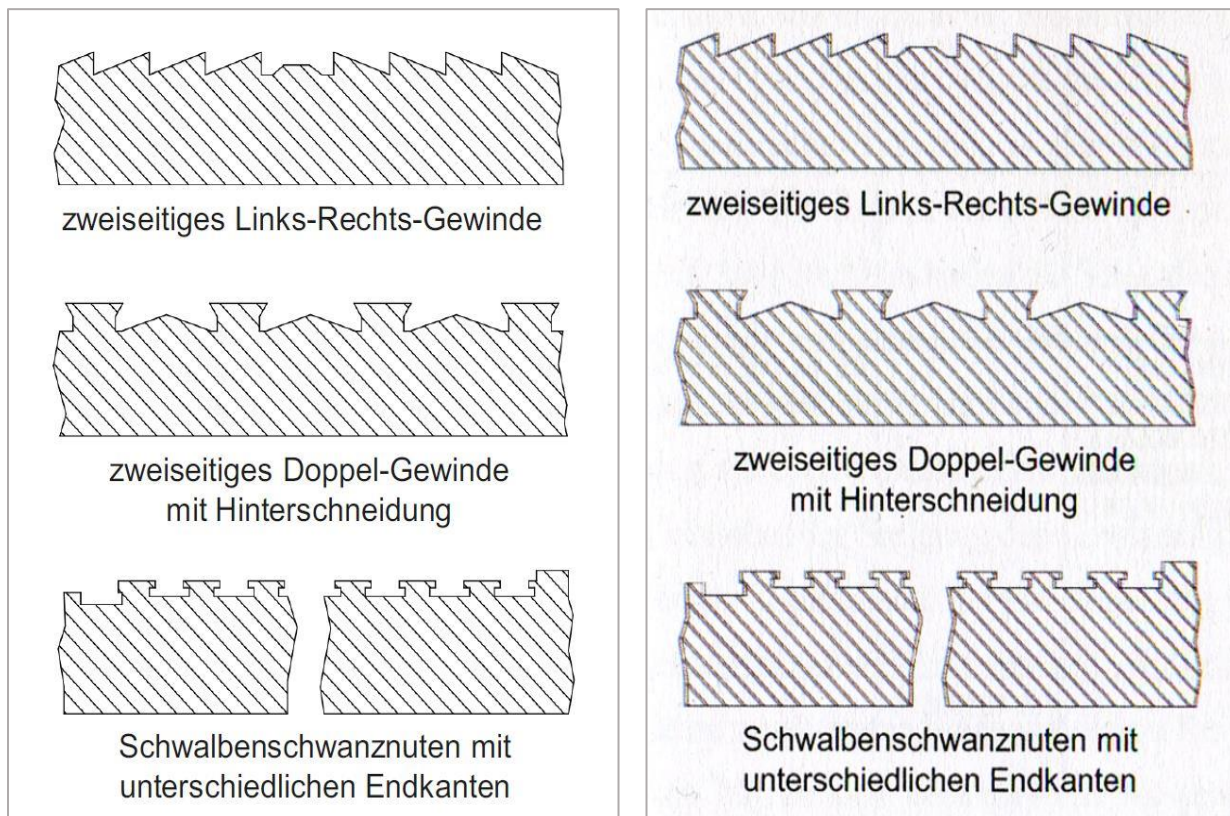 zweiseitiges Links-Rechts-Gewinde
zweiseitiges Doppel-Gewinde
mit Hinterschneidung
Schwalbenschwanznuten mit
unterschiedlichen Endkanten
zweiseitiges Links-Rechts-Gewinde
zweiseitiges Doppel-Gewinde
mit Hinterschneidung
Schwalbenschwanznuten mit
unterschiedlichen Endkanten